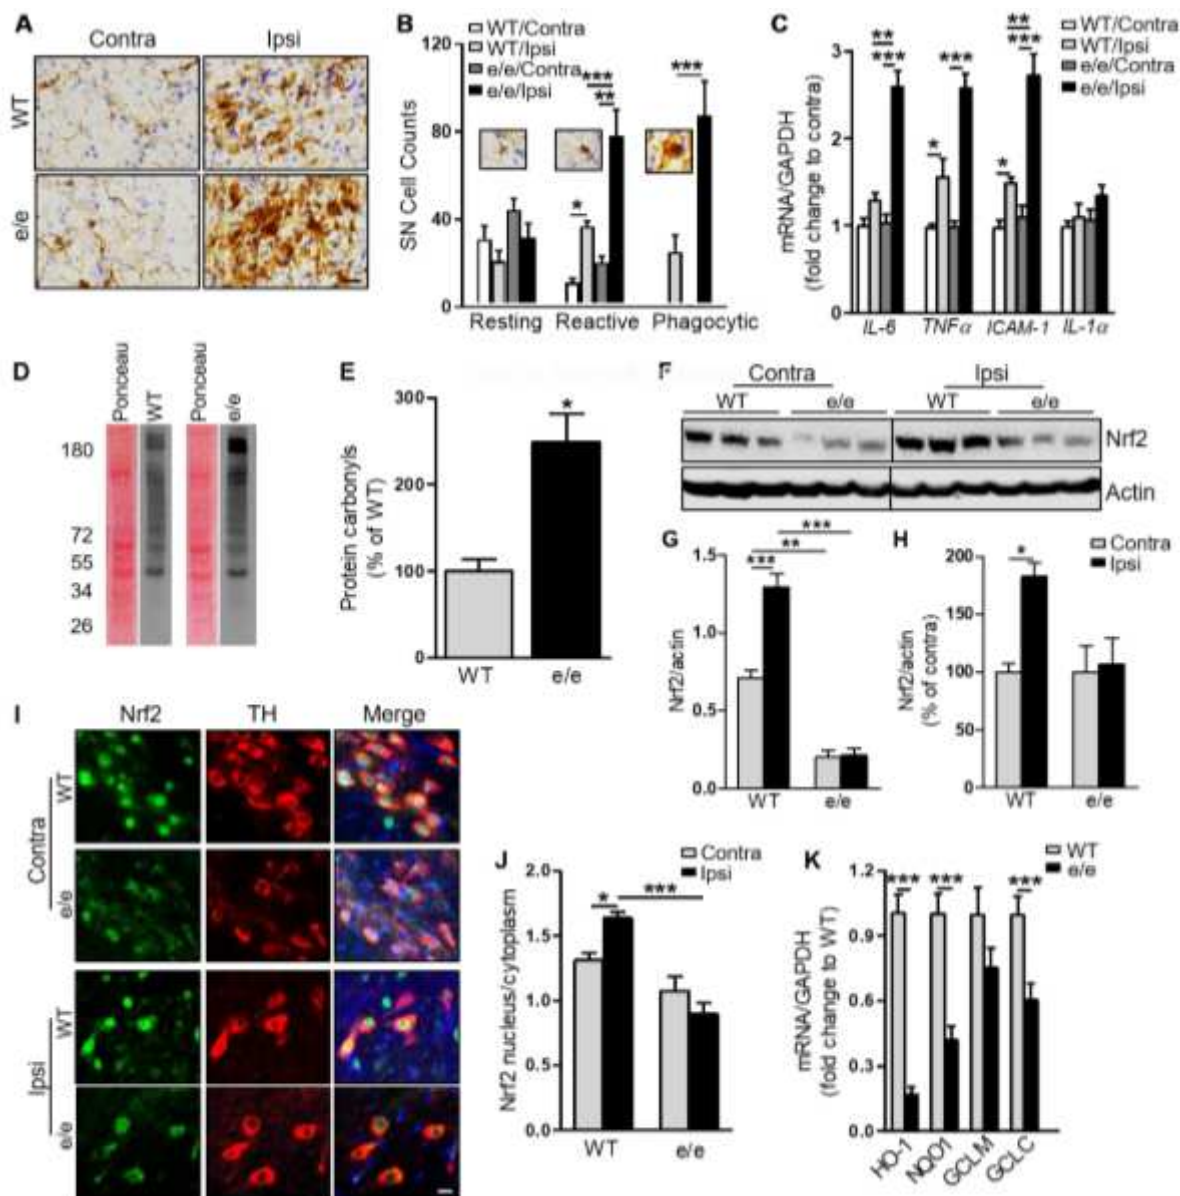 A
Contra Ipsi
WT
e/e
B
WT/Contra
WT/Ipsi
e/e/Contra
e/e/Ipsi
SN Cell Counts
120
80
40
0
***
**
*
***
Resting Reactive Phagocytic
C
WT/Contra
WT/Ipsi
e/e/Contra
e/e/Ipsi
mRNA/GAPDH
(fold change to contra)
3
2
1
0
**
***
*
***
**
***
*
IL-6 TNFα ICAM-1 IL-1α
D
Ponceau WT Ponceau e/e
180
72
55
34
26
E
Protein carbonyls
(% of WT)
300
200
100
0
*
WT e/e
F
Contra Ipsi
WT e/e WT e/e
Nrf2
Actin
G
Nrf2/actin
1.5
1.0
0.5
0.0
***
**
***
WT e/e
H
Contra
Ipsi
Nrf2/actin
(% of contra)
200
150
100
50
0
*
WT e/e
I
Nrf2 TH Merge
Contra
WT
e/e
Ipsi
WT
e/e
J
Contra
Ipsi
Nrf2 nucleus/cytoplasm
2.0
1.5
1.0
0.5
0.0
* ***
WT e/e
K
WT
e/e
mRNA/GAPDH
(fold change to WT)
1.2
0.9
0.6
0.3
0.0
*** *** ***
HO-1 NQO1 GCLM GCLC